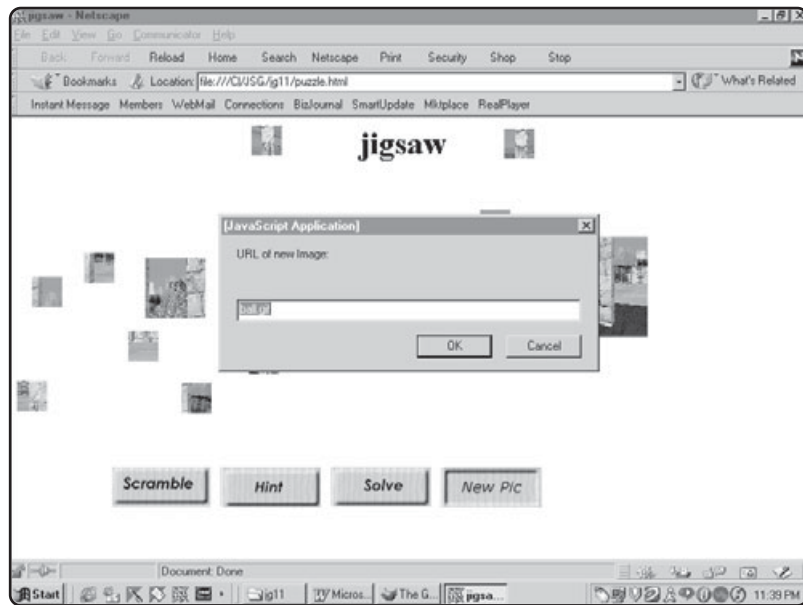 jigsaw - Netscape
File Edit View Go Communicator Help
Back Forward Reload Home Search Netscape Print Security Shop Stop
Bookmarks Location: file:///C|/JSG/jg11/puzzle.html What's Related
Instant Message Members WebMail Connections BizJournal SmartUpdate Mktplace RealPlayer
jigsaw
[JavaScript Application]
URL of new Image:
ball.gif
OK Cancel
Scramble Hint Solve New Pic
Document: Done
Start jg11 Micros... The G... jigsa... 11:39 PM